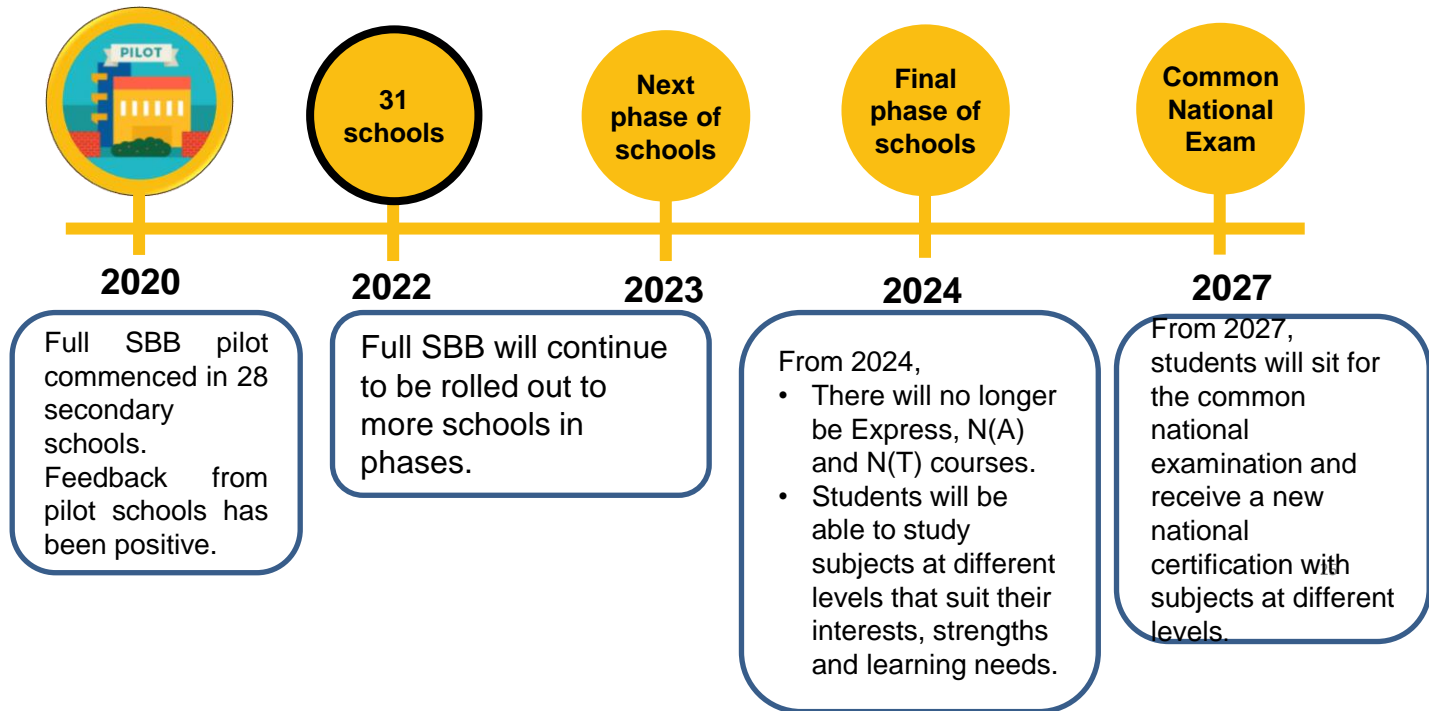 PILOT
31
schools
Next
phase of
schools
Final
phase of
schools
Common
National
Exam
2020
2022
2023
2024
2027
Full SBB pilot
commenced in 28
secondary
schools.
Feedback from
pilot schools has
been positive.
Full SBB will continue
to be rolled out to
more schools in
phases.
From 2024,
• There will no longer
be Express, N(A)
and N(T) courses.
• Students will be
able to study
subjects at different
levels that suit their
interests, strengths
and learning needs.
From 2027,
students will sit for
the common
national
examination and
receive a new
national
certification with
subjects at different
levels.